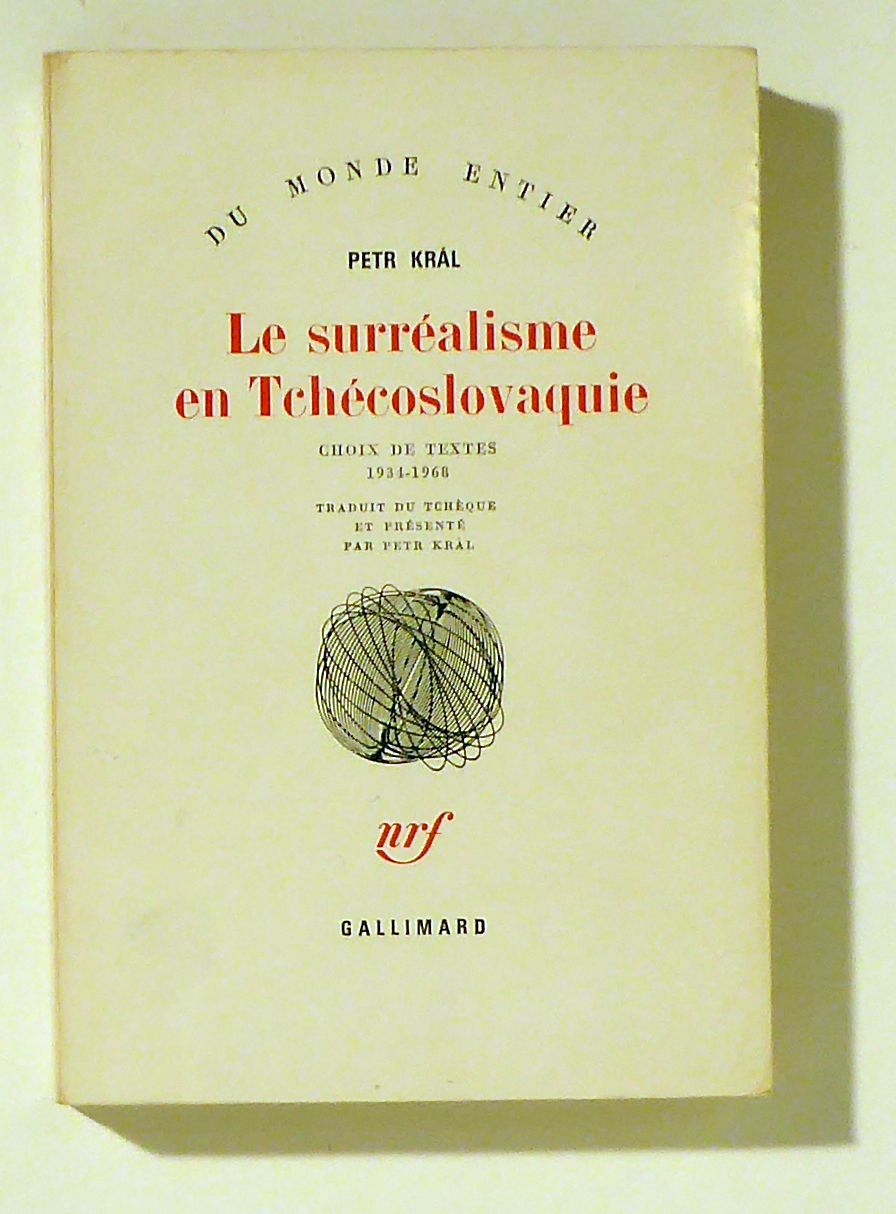 DU MONDE ENTIER
PETR KRÁL
Le surréalisme
en Tchécoslovaquie
CHOIX DE TEXTES
1934-1968
TRADUIT DU TCHÈQUE
ET PRÉSENTÉ
PAR PETR KRÀL
nrf
GALLIMARD